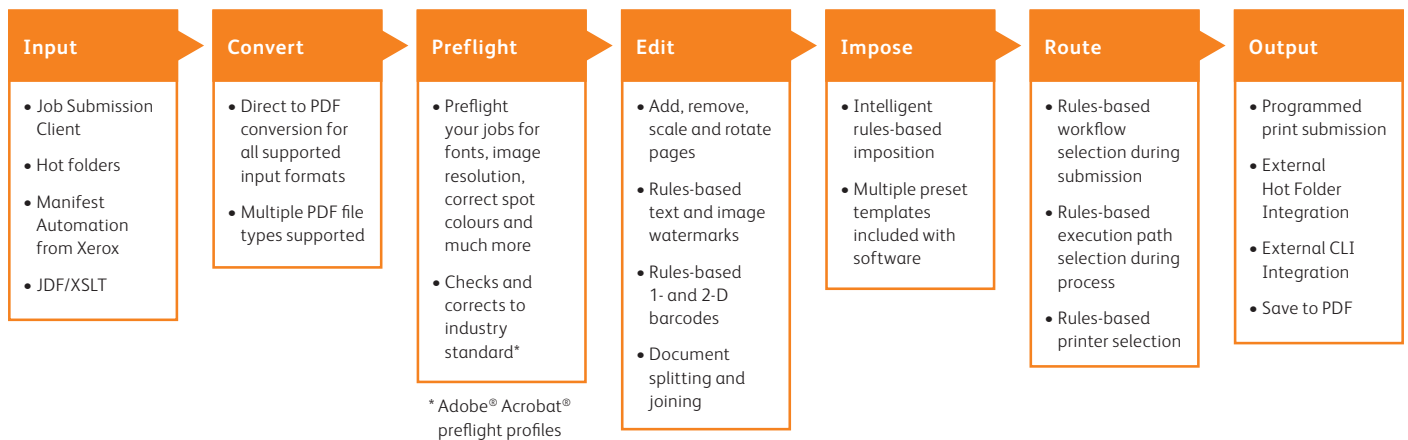 Input
• Job Submission
Client
• Hot folders
• Manifest
Automation
from Xerox
• JDF/XSLT
Convert
• Direct to PDF
conversion for
all supported
input formats
• Multiple PDF file
types supported
Preflight
• Preflight
your jobs for
fonts, image
resolution,
correct spot
colours and
much more
• Checks and
corrects to
industry
standard*
* Adobe® Acrobat®
preflight profiles
Edit
• Add, remove,
scale and rotate
pages
• Rules-based
text and image
watermarks
• Rules-based
1- and 2-D
barcodes
• Document
splitting and
joining
Impose
• Intelligent
rules-based
imposition
• Multiple preset
templates
included with
software
Route
• Rules-based
workflow
selection during
submission
• Rules-based
execution path
selection during
process
• Rules-based
printer selection
Output
• Programmed
print submission
• External
Hot Folder
Integration
• External CLI
Integration
• Save to PDF